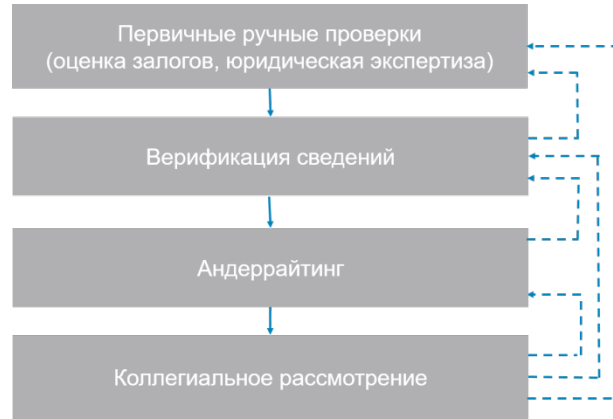 Первичные ручные проверки
(оценка залогов, юридическая экспертиза)
Верификация сведений
Андеррайтинг
Коллегиальное рассмотрение